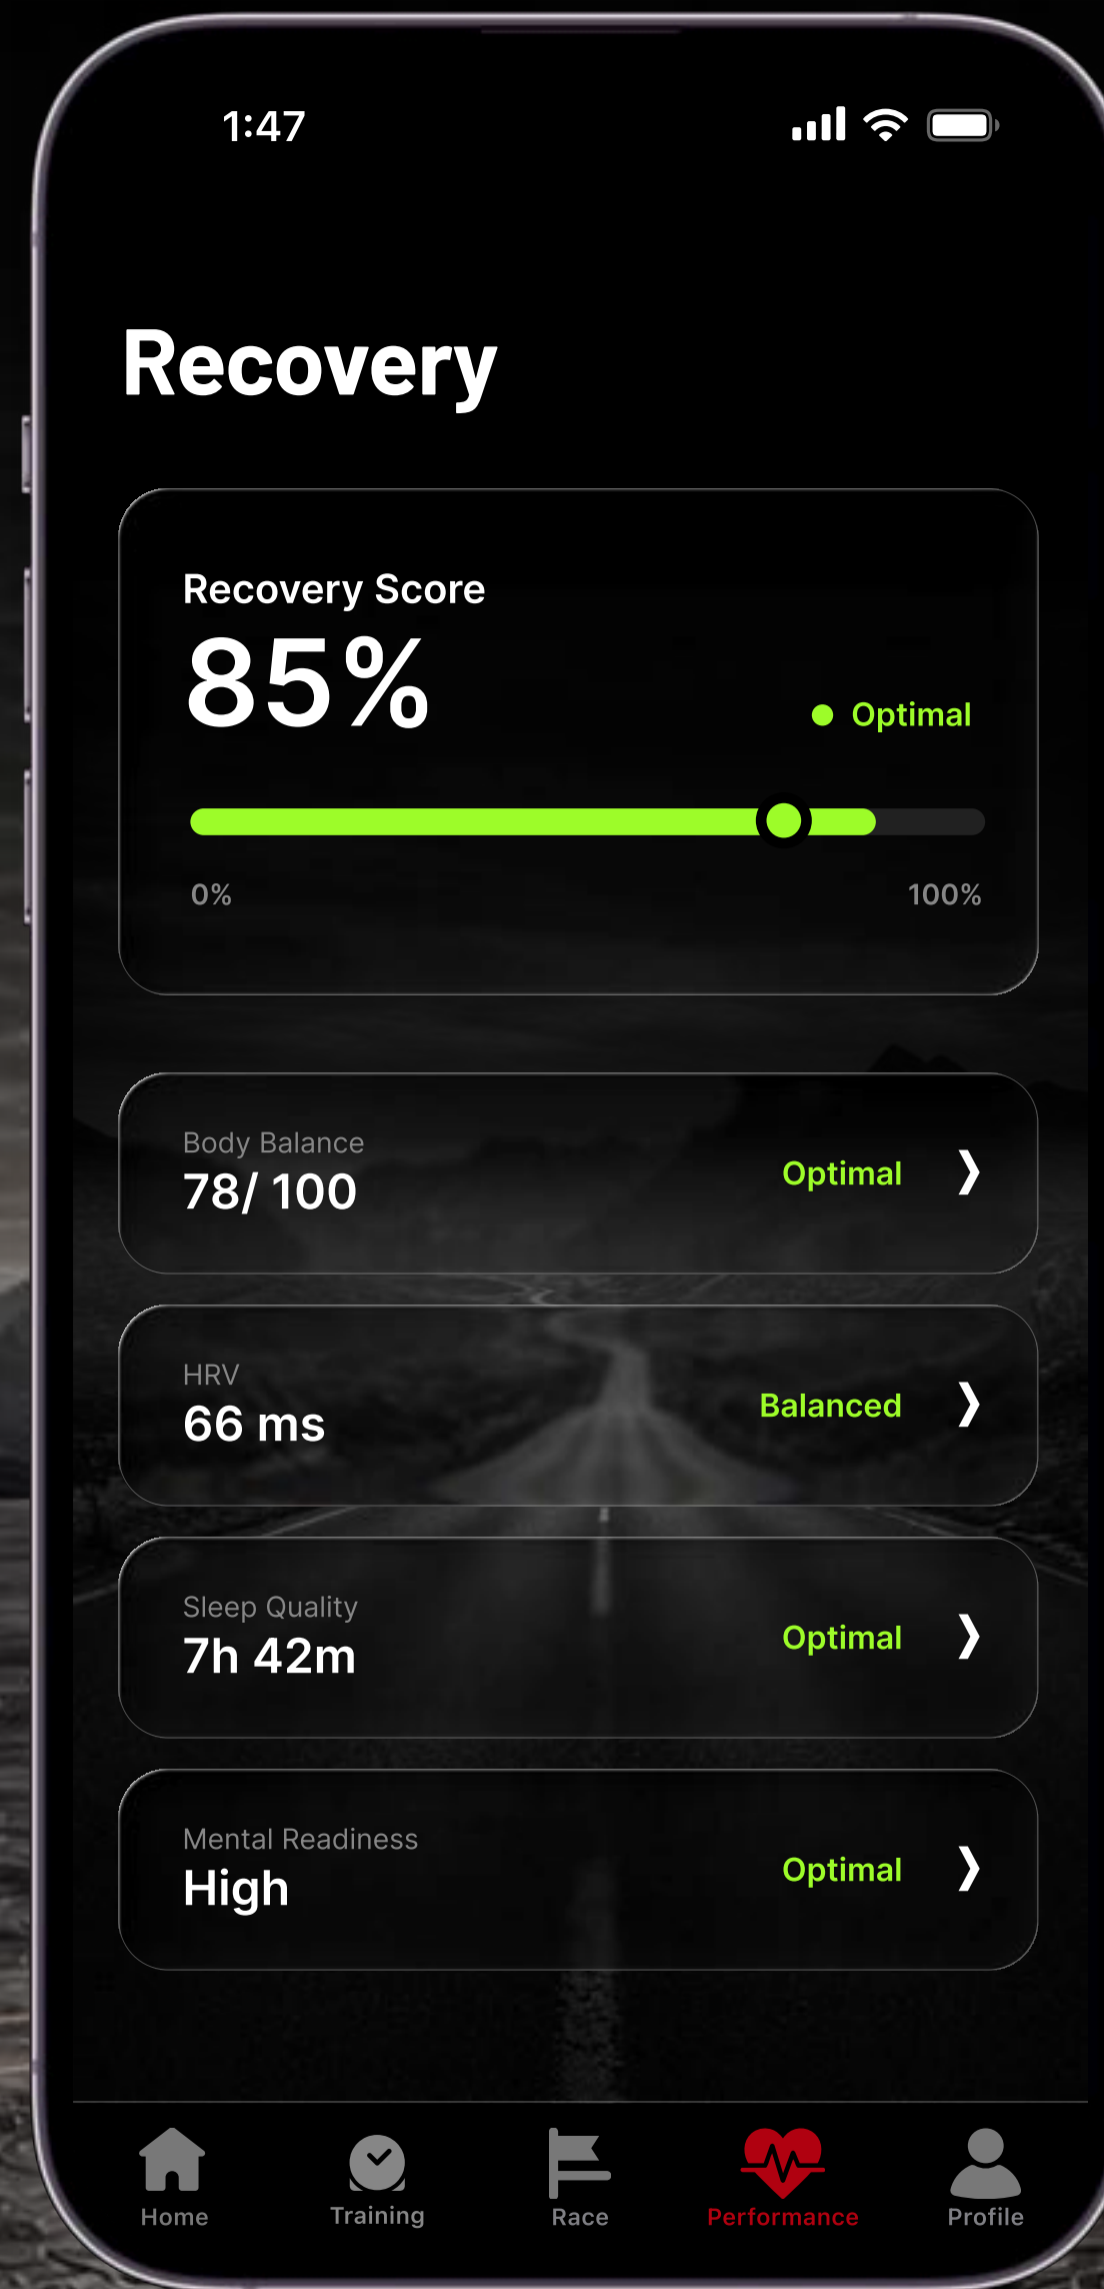 1:47
Recovery
Recovery Score
85%
Optimal
0%
100%
Body Balance
78/ 100
Optimal
HRV
66 ms
Balanced
Sleep Quality
7h 42m
Optimal
Mental Readiness
High
Optimal
Home
Training
Race
Performance
Profile